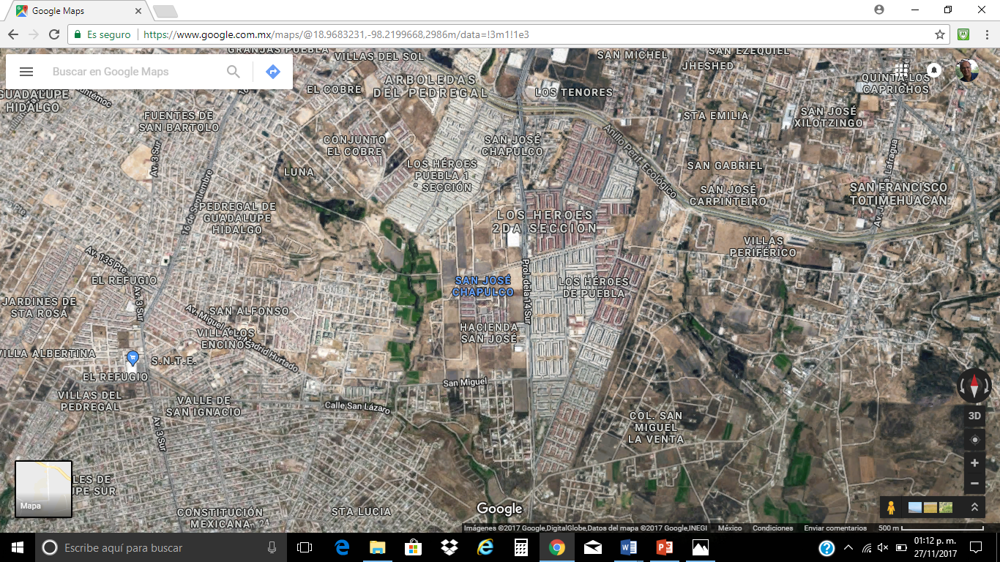 Google Maps
Es seguro
https://www.google.com.mx/maps/@18.9683231,-98.2199668,2986m/data=!3m1!1e3
Buscar en Google Maps
GRANJAS PUEBLA
VILLAS DEL SOL
SAN MICHEL
SAN EZEQUIEL
JHESHED
ARBOLEDAS
DEL PEDREGAL
EL COBRE
LOS TENORES
QUINTA LOS
CAPRICHOS
GUADALUPE
HIDALGO
FUENTES DE
SAN BARTOLO
STA EMILIA
SAN JOSÉ
XILOTZINGO
CONJUNTO
EL COBRE
SAN JOSÉ
CHAPULCO
Anillo Perif. Ecológico
Av. 3 Sur
16 de Septiembre
LUNA
LOS HÉROES
PUEBLA 1
° SECCIÓN
SAN GABRIEL
SAN JOSÉ
CARPINTEIRO
SAN FRANCISCO
TOTIMEHUACAN
PEDREGAL DE
GUADALUPE
HIDALGO
LOS HEROES
2DA SECCION
VILLAS
PERIFÉRICO
Av. 135 Pte.
EL REFUGIO
SAN JOSÉ
CHAPULCO
Prol. de la 14 Sur
LOS HÉROES
DE PUEBLA
JARDINES DE
STA ROSA
Av. 3 Sur
SAN ALFONSO
HACIENDA
SAN JOSÉ
VILLA LOS
ENCINOS
VILLA ALBERTINA
S.N.T.E.
EL REFUGIO
San Miguel
VILLAS DEL
PEDREGAL
VALLE DE
SAN IGNACIO
Calle San Lázaro
Av. 3 Sur
COL. SAN
MIGUEL
LA VENTA
3D
Mapa
CONSTITUCIÓN
MEXICANA
24
STA LUCIA
Google
Imágenes ©2017 Google,DigitalGlobe,Datos del mapa ©2017 Google,INEGI
México
Condiciones
Enviar comentarios
500 m
Escribe aquí para buscar
01:12 p. m.
27/11/2017